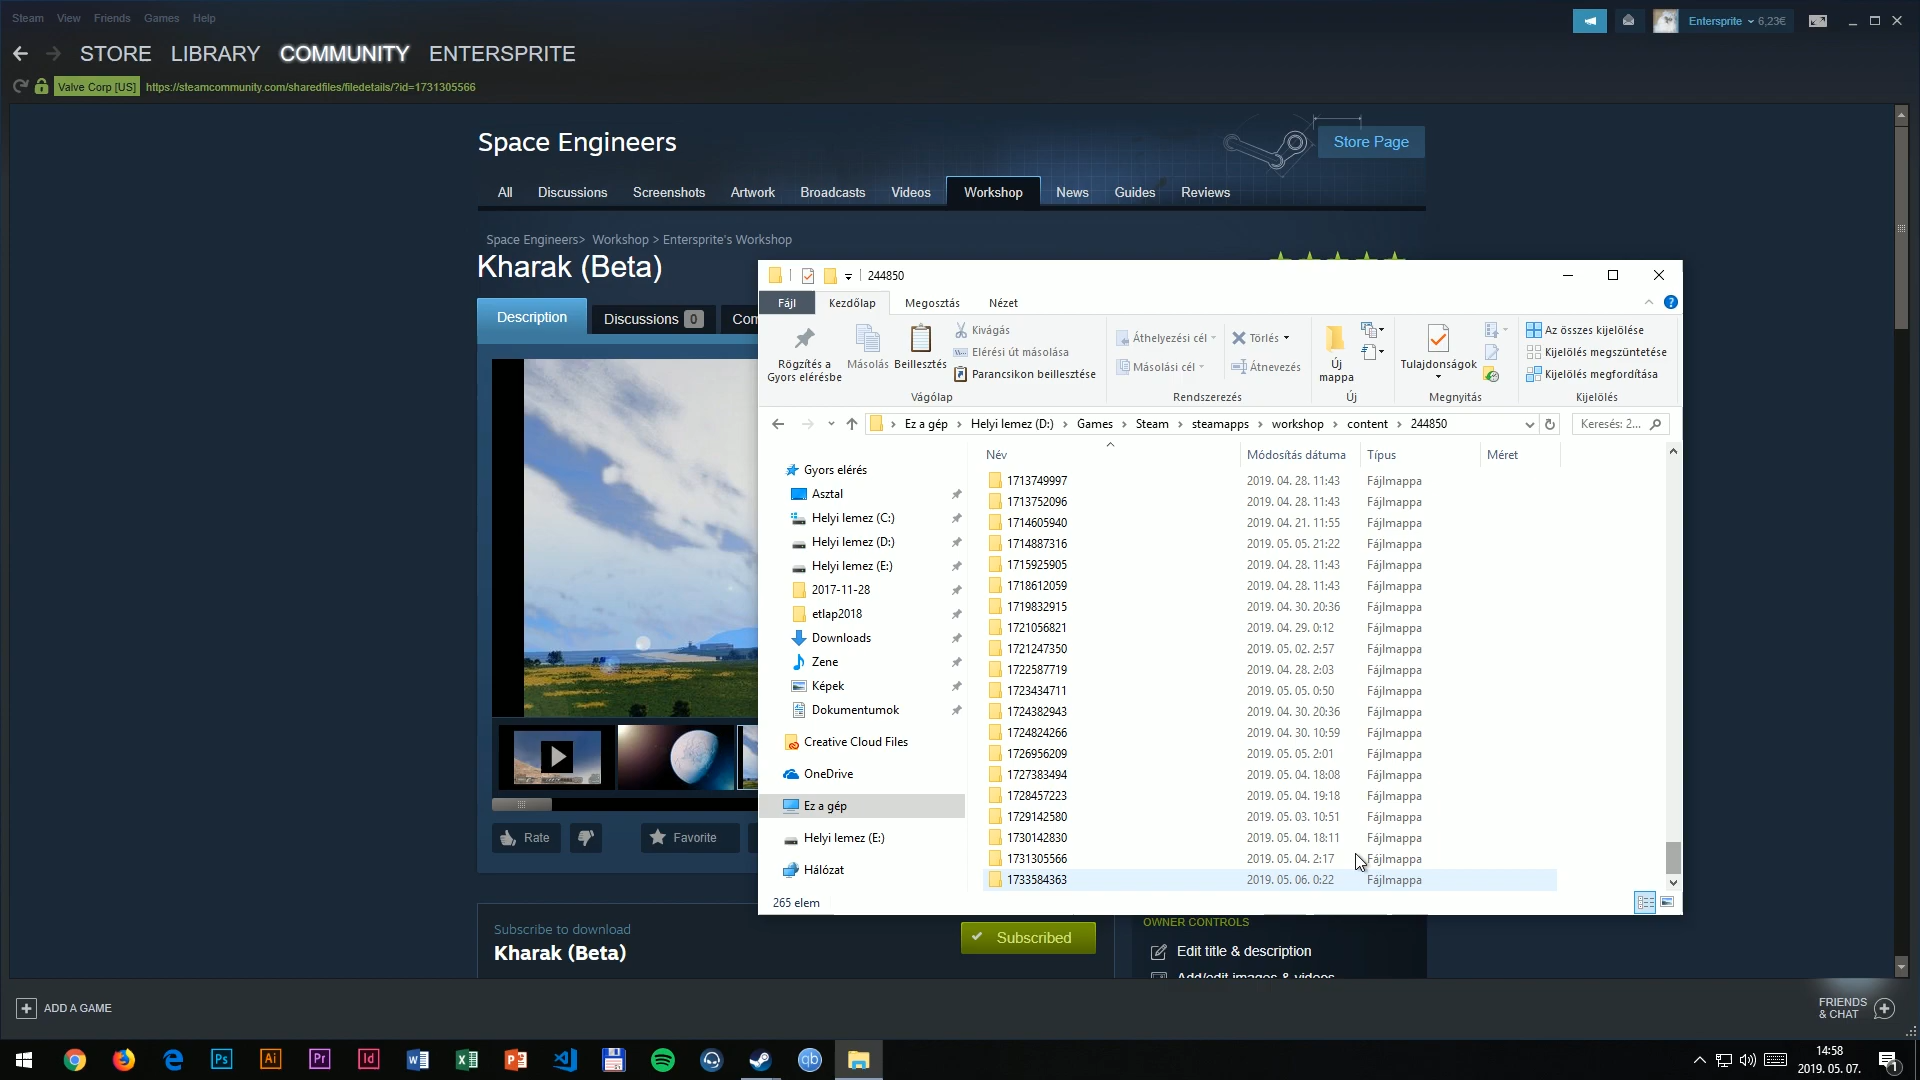 Steam View Friends Games Help
Entersprite 6,23€
STORE LIBRARY COMMUNITY ENTERSPRITE
Valve Corp [US] https://steamcommunity.com/sharedfiles/filedetails/?id=1731305566
Space Engineers
Store Page
All Discussions Screenshots Artwork Broadcasts Videos Workshop News Guides Reviews
Space Engineers> Workshop > Entersprite's Workshop
Kharak (Beta)
Description Discussions 0 Com
Rate Favorite
Subscribe to download
Kharak (Beta)
Subscribed
OWNER CONTROLS
Edit title & description
Add/edit images & videos
244850
Fájl Kezdőlap Megosztás Nézet
Rögzítés a
Gyors elérésbe
Másolás
Beillesztés
Kivágás
Elérési út másolása
Parancsikon beillesztése
Vágólap
Áthelyezési cél
Másolási cél
Törlés
Átnevezés
Rendszerezés
Új
mappa
Új
Tulajdonságok
Megnyitás
Az összes kijelölése
Kijelölés megszüntetése
Kijelölés megfordítása
Kijelölés
Ez a gép Helyi lemez (D:) Games Steam steamapps workshop content 244850
Keresés: 2...
Gyors elérés
Asztal
Helyi lemez (C:)
Helyi lemez (D:)
Helyi lemez (E:)
2017-11-28
etlap2018
Downloads
Zene
Képek
Dokumentumok
Creative Cloud Files
OneDrive
Ez a gép
Helyi lemez (E:)
Hálózat
Név Módosítás dátuma Típus Méret
1713749997 2019. 04. 28. 11:43 Fájlmappa
1713752096 2019. 04. 28. 11:43 Fájlmappa
1714605940 2019. 04. 21. 11:55 Fájlmappa
1714887316 2019. 05. 05. 21:22 Fájlmappa
1715925905 2019. 04. 28. 11:43 Fájlmappa
1718612059 2019. 04. 28. 11:43 Fájlmappa
1719832915 2019. 04. 30. 20:36 Fájlmappa
1721056821 2019. 04. 29. 0:12 Fájlmappa
1721247350 2019. 05. 02. 2:57 Fájlmappa
1722587719 2019. 04. 28. 2:03 Fájlmappa
1723434711 2019. 05. 05. 0:50 Fájlmappa
1724382943 2019. 04. 30. 20:36 Fájlmappa
1724824266 2019. 04. 30. 10:59 Fájlmappa
1726956209 2019. 05. 05. 2:01 Fájlmappa
1727383494 2019. 05. 04. 18:08 Fájlmappa
1728457223 2019. 05. 04. 19:18 Fájlmappa
1729142580 2019. 05. 03. 10:51 Fájlmappa
1730142830 2019. 05. 04. 18:11 Fájlmappa
1731305566 2019. 05. 04. 2:17 Fájlmappa
1733584363 2019. 05. 06. 0:22 Fájlmappa
265 elem
ADD A GAME
FRIENDS
& CHAT
Ps Ai Pr Id qb
14:58
2019. 05. 07.
1